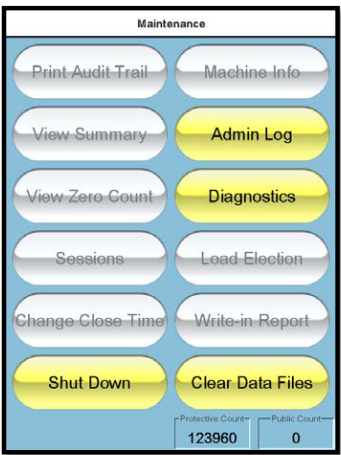 Maintenance
Print Audit Trail Machine Info
View Summary Admin Log
View Zero Count Diagnostics
Sessions Load Election
Change Close Time Write-in Report
Shut Down Clear Data Files
Protective Count Public Count
123960 0